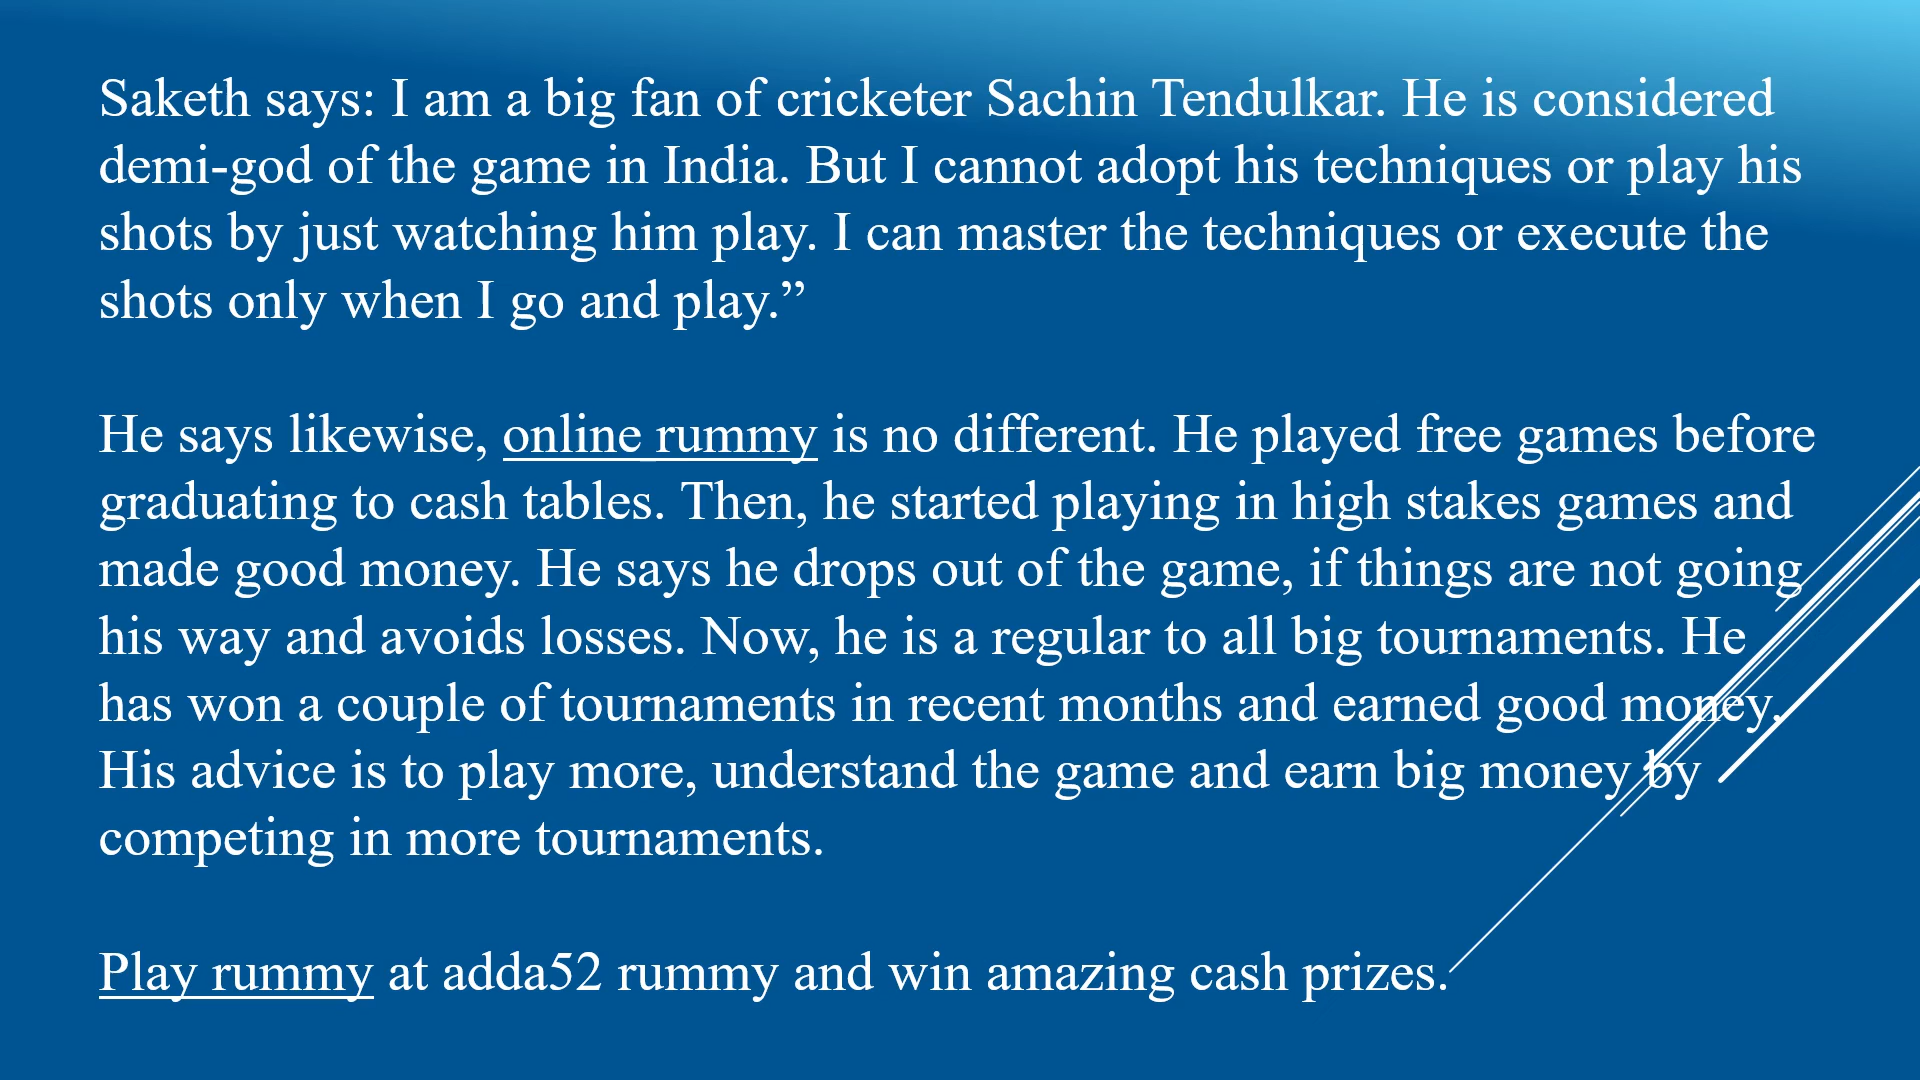 Saketh says: I am a big fan of cricketer Sachin Tendulkar. He is considered
demi-god of the game in India. But I cannot adopt his techniques or play his
shots by just watching him play. I can master the techniques or execute the
shots only when I go and play.”
He says likewise, online rummy is no different. He played free games before
graduating to cash tables. Then, he started playing in high stakes games and
made good money. He says he drops out of the game, if things are not going
his way and avoids losses. Now, he is a regular to all big tournaments. He
has won a couple of tournaments in recent months and earned good money.
His advice is to play more, understand the game and earn big money by
competing in more tournaments.
Play rummy at adda52 rummy and win amazing cash prizes.